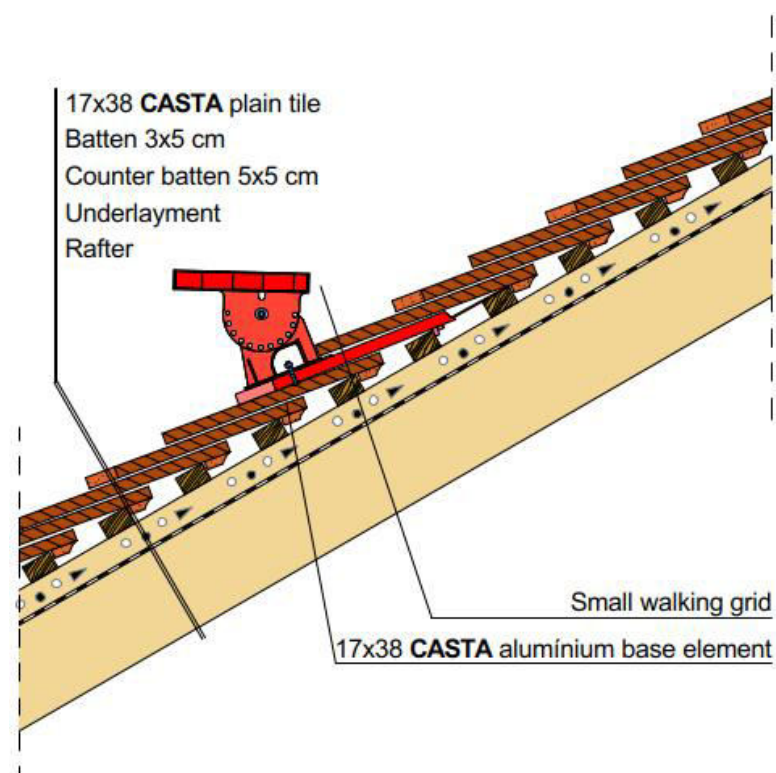 17x38 CASTA plain tile
Batten 3x5 cm
Counter batten 5x5 cm
Underlayment
Rafter
Small walking grid
17x38 CASTA alumínium base element